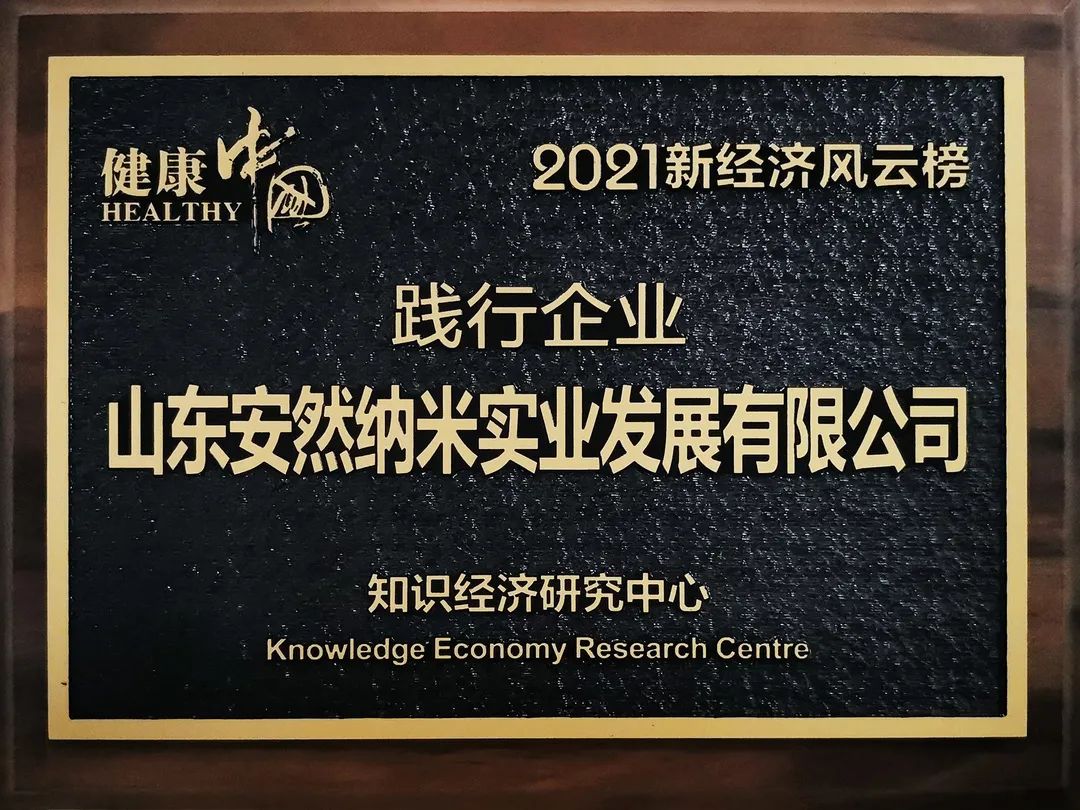 健康中国
HEALTHY
2021新经济风云榜
践行企业
山东安然纳米实业发展有限公司
知识经济研究中心
Knowledge Economy Research Centre